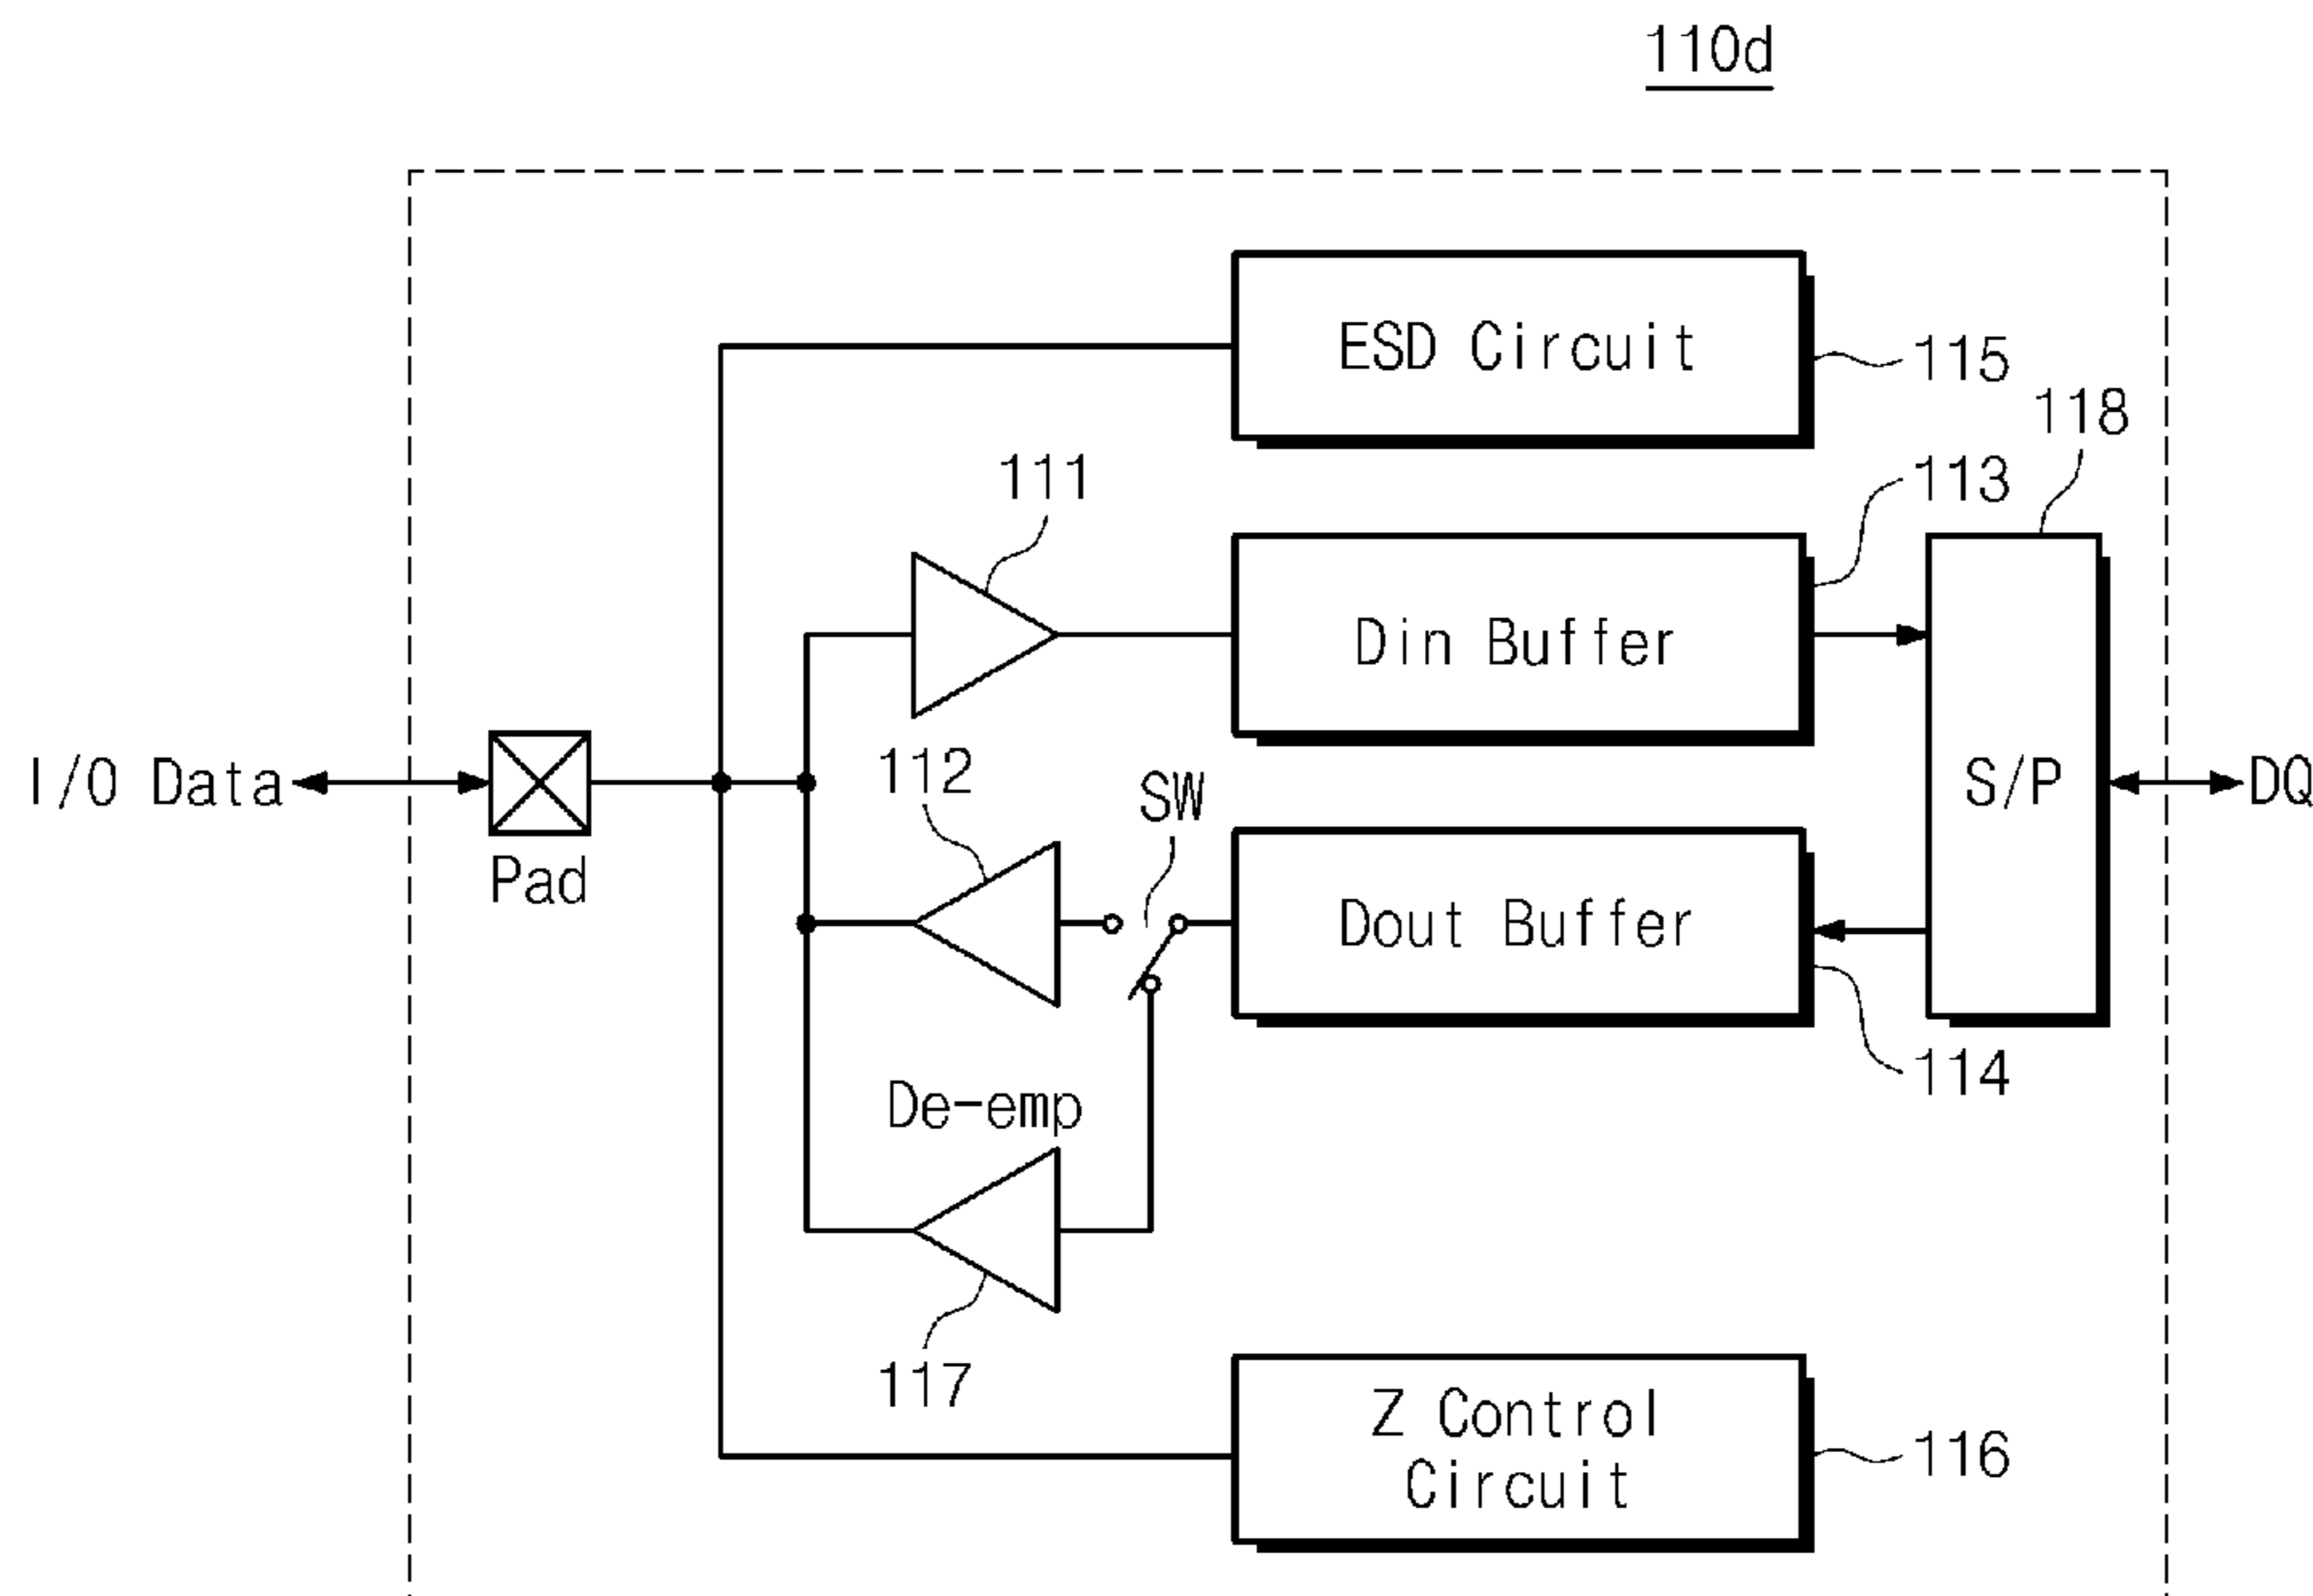 110d
ESD Circuit
115
118
111
113
Din Buffer
I/O Data
Pad
112
SW
S/P
DQ
Dout Buffer
114
De-emp
117
Z Control
Circuit
116